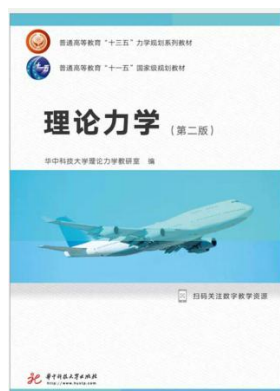 普通高等教育“十三五”力学规划系列教材
普通高等教育“十一五”国家级规划教材
理论力学（第二版）
华中科技大学理论力学教研室 编
扫码关注数字教学资源
华中科技大学出版社